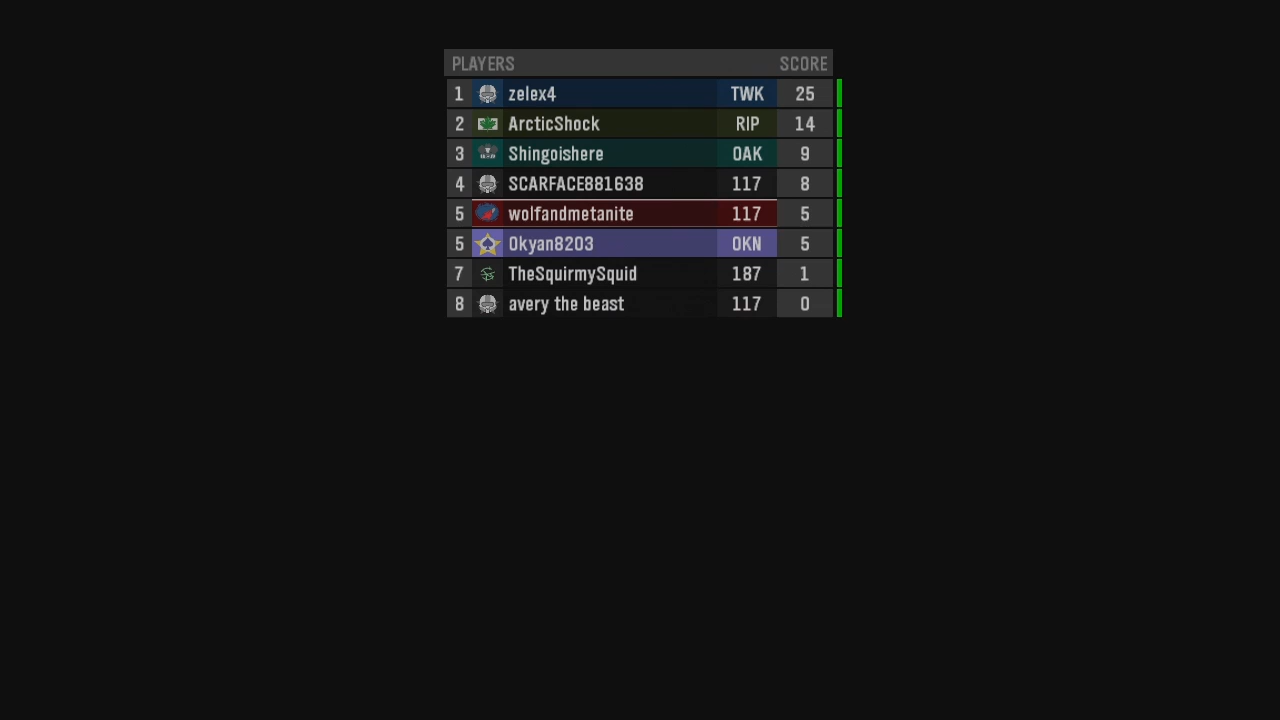 PLAYERS SCORE
1 zelex4 TWK 25
2 ArcticShock RIP 14
3 Shingoishere OAK 9
4 SCARFACE881638 117 8
5 wolfandmetanite 117 5
5 Okyan8203 OKN 5
7 TheSquirmySquid 187 1
8 avery the beast 117 0